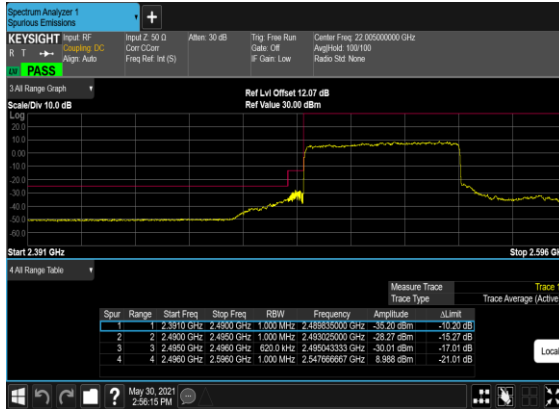 Spectrum Analyzer 1
Spurious Emissions
KEYSIGHT Input: RF Input Z: 50 Ω Atten: 30 dB Trig: Free Run Center Freq: 22.005000000 GHz
R T Coupling: DC Corr CCorr Gate: Off Avg|Hold: 100/100
Align: Auto Freq Ref: Int (S) IF Gain: Low Radio Std: None
PASS
3 All Range Graph Ref Lvl Offset 12.07 dB
Scale/Div 10.0 dB Ref Value 30.00 dBm
Log
20.0
10.0
0.00
-10.0
-20.0
-30.0
-40.0
-50.0
-60.0
Start 2.391 GHz Stop 2.596 GH
4 All Range Table
Measure Trace Trace 1
Trace Type Trace Average (Active
Spur Range Start Freq Stop Freq RBW Frequency Amplitude ΔLimit
1 1 2.3910 GHz 2.4900 GHz 1.000 MHz 2.489835000 GHz -35.20 dBm -10.20 dB
2 2 2.4900 GHz 2.4950 GHz 1.000 MHz 2.493025000 GHz -28.27 dBm -15.27 dB
3 3 2.4950 GHz 2.4960 GHz 620.0 kHz 2.495043333 GHz -30.01 dBm -17.01 dB
4 4 2.4960 GHz 2.5960 GHz 1.000 MHz 2.547666667 GHz 8.988 dBm -21.01 dB
Local
May 30, 2021
2:56:15 PM